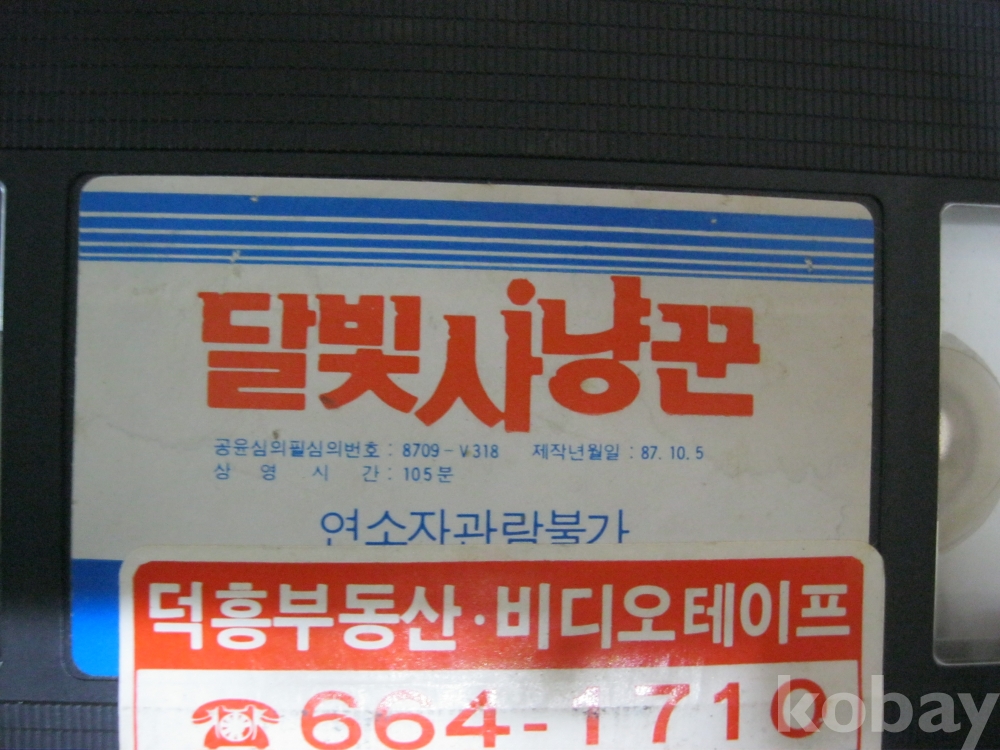 달빛사냥꾼
공윤심의필심의번호 : 8709-V318 제작년월일 : 87. 10. 5
상영시간 : 105분
연소자관람불가
덕흥부동산·비디오테이프
☎664-1710
kobay